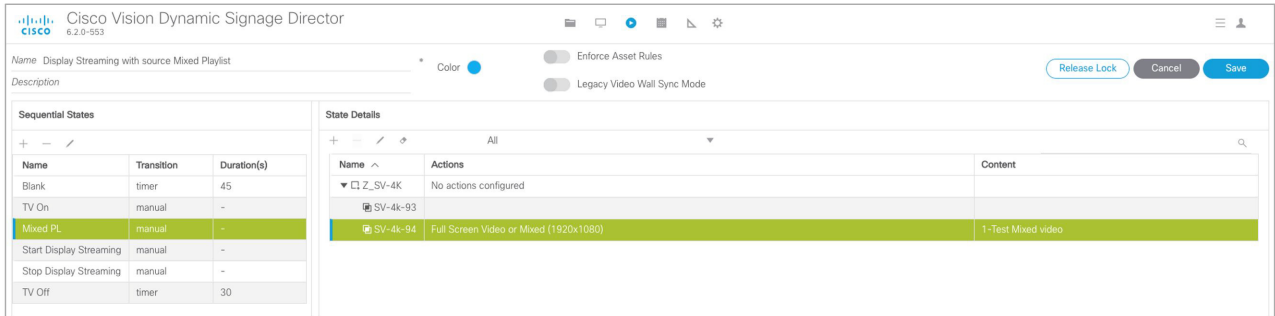 CISCO
Cisco Vision Dynamic Signage Director
6.2.0-553
Name Display Streaming with source Mixed Playlist *
Description
Color
Enforce Asset Rules
Legacy Video Wall Sync Mode
Release Lock Cancel Save
Sequential States
Name Transition Duration(s)
Blank timer 45
TV On manual -
Mixed PL manual -
Start Display Streaming manual -
Stop Display Streaming manual -
TV Off timer 30
State Details
All
Name Actions Content
Z_SV-4K No actions configured
SV-4k-93
SV-4k-94 Full Screen Video or Mixed (1920x1080) 1-Test Mixed video